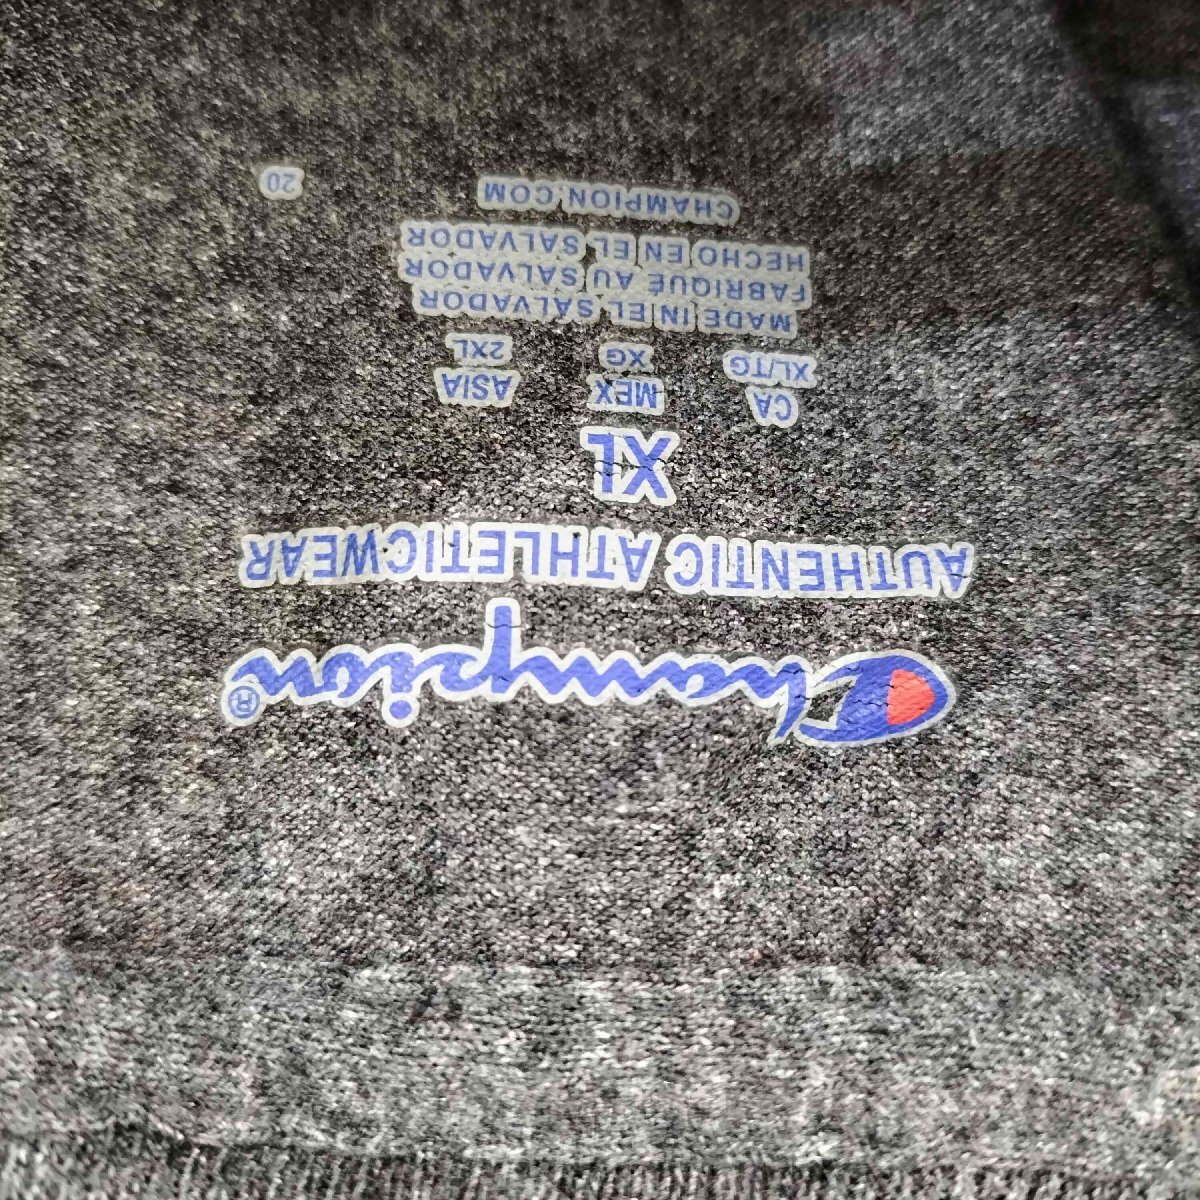 Champion®
AUTHENTIC ATHLETICWEAR
XL
CA MEX ASIA
XL/TG XG 2XL
MADE IN EL SALVADOR
FABRIQUE AU SALVADOR
HECHO EN EL SALVADOR
CHAMPION.COM
20